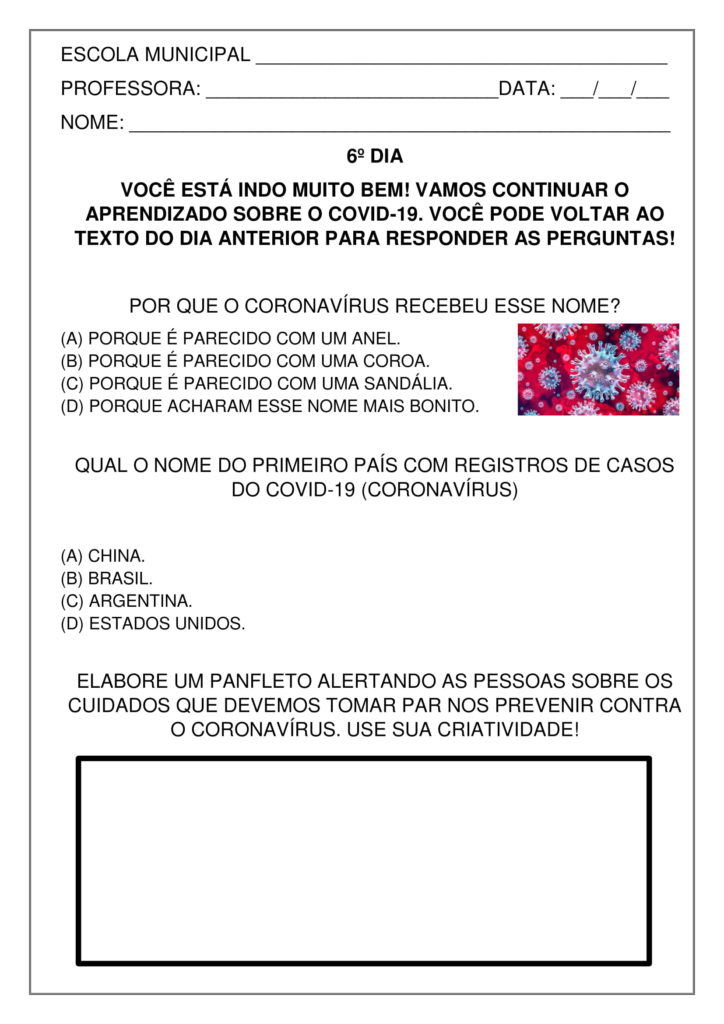 ESCOLA MUNICIPAL ______________________________________
PROFESSORA: ___________________________DATA: ___/___/___
NOME: __________________________________________________
6º DIA
VOCÊ ESTÁ INDO MUITO BEM! VAMOS CONTINUAR O
APRENDIZADO SOBRE O COVID-19. VOCÊ PODE VOLTAR AO
TEXTO DO DIA ANTERIOR PARA RESPONDER AS PERGUNTAS!
POR QUE O CORONAVÍRUS RECEBEU ESSE NOME?
(A) PORQUE É PARECIDO COM UM ANEL.
(B) PORQUE É PARECIDO COM UMA COROA.
(C) PORQUE É PARECIDO COM UMA SANDÁLIA.
(D) PORQUE ACHARAM ESSE NOME MAIS BONITO.
QUAL O NOME DO PRIMEIRO PAÍS COM REGISTROS DE CASOS
DO COVID-19 (CORONAVÍRUS)
(A) CHINA.
(B) BRASIL.
(C) ARGENTINA.
(D) ESTADOS UNIDOS.
ELABORE UM PANFLETO ALERTANDO AS PESSOAS SOBRE OS
CUIDADOS QUE DEVEMOS TOMAR PAR NOS PREVENIR CONTRA
O CORONAVÍRUS. USE SUA CRIATIVIDADE!